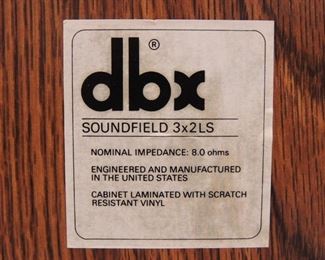 dbx®
SOUNDFIELD 3x2LS
NOMINAL IMPEDANCE: 8.0 ohms
ENGINEERED AND MANUFACTURED
IN THE UNITED STATES
CABINET LAMINATED WITH SCRATCH
RESISTANT VINYL